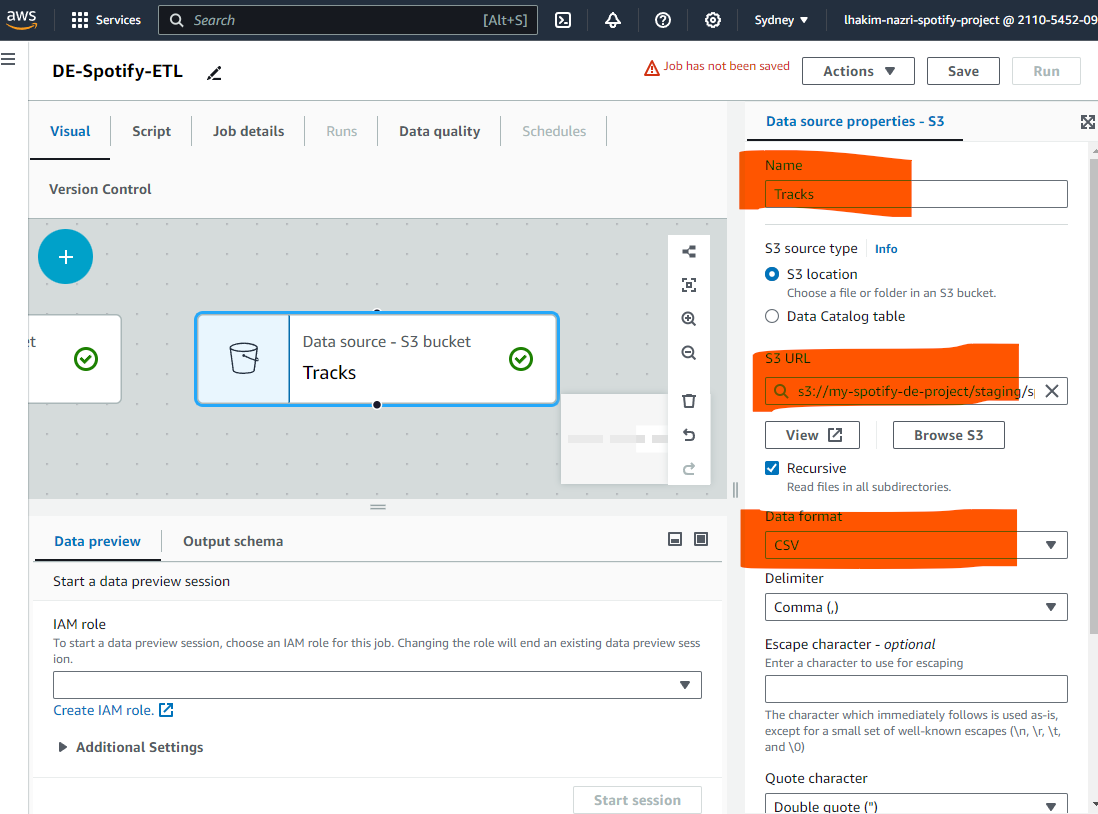 aws
Services
Search
[Alt+S]
Sydney
lhakim-nazri-spotify-project @ 2110-5452-09
DE-Spotify-ETL
Job has not been saved
Actions
Save
Run
Visual
Script
Job details
Runs
Data quality
Schedules
Version Control
et
Data source - S3 bucket
Tracks
Data preview
Output schema
Start a data preview session
IAM role
To start a data preview session, choose an IAM role for this job. Changing the role will end an existing data preview sess
ion.
Create IAM role.
Additional Settings
Start session
Data source properties - S3
Name
Tracks
S3 source type
Info
S3 location
Choose a file or folder in an S3 bucket.
Data Catalog table
S3 URL
s3://my-spotify-de-project/staging/sp
View
Browse S3
Recursive
Read files in all subdirectories.
Data format
CSV
Delimiter
Comma (,)
Escape character - optional
Enter a character to use for escaping
The character which immediately follows is used as-is,
except for a small set of well-known escapes (\n, \r, \t,
and \0)
Quote character
Double quote (")